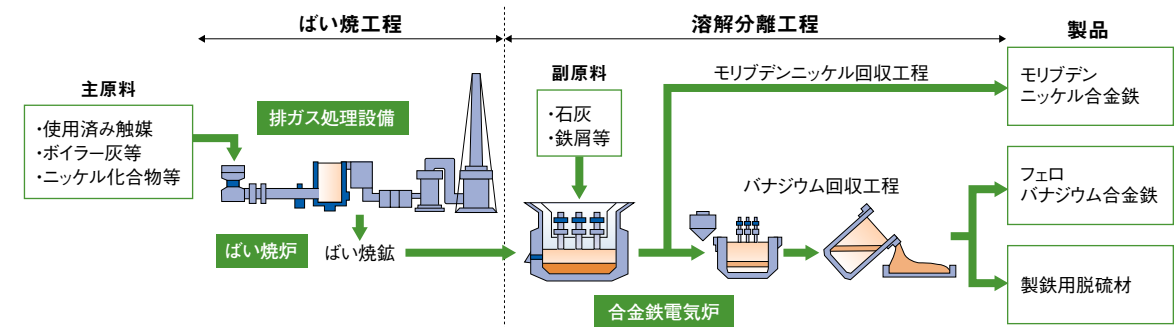 ばい焼工程
溶解分離工程
製品
主原料
・使用済み触媒
・ボイラー灰等
・ニッケル化合物等
排ガス処理設備
ばい焼炉
ばい焼鉱
副原料
・石灰
・鉄屑等
モリブデンニッケル回収工程
バナジウム回収工程
合金鉄電気炉
モリブデン
ニッケル合金鉄
フェロ
バナジウム合金鉄
製鉄用脱硫材